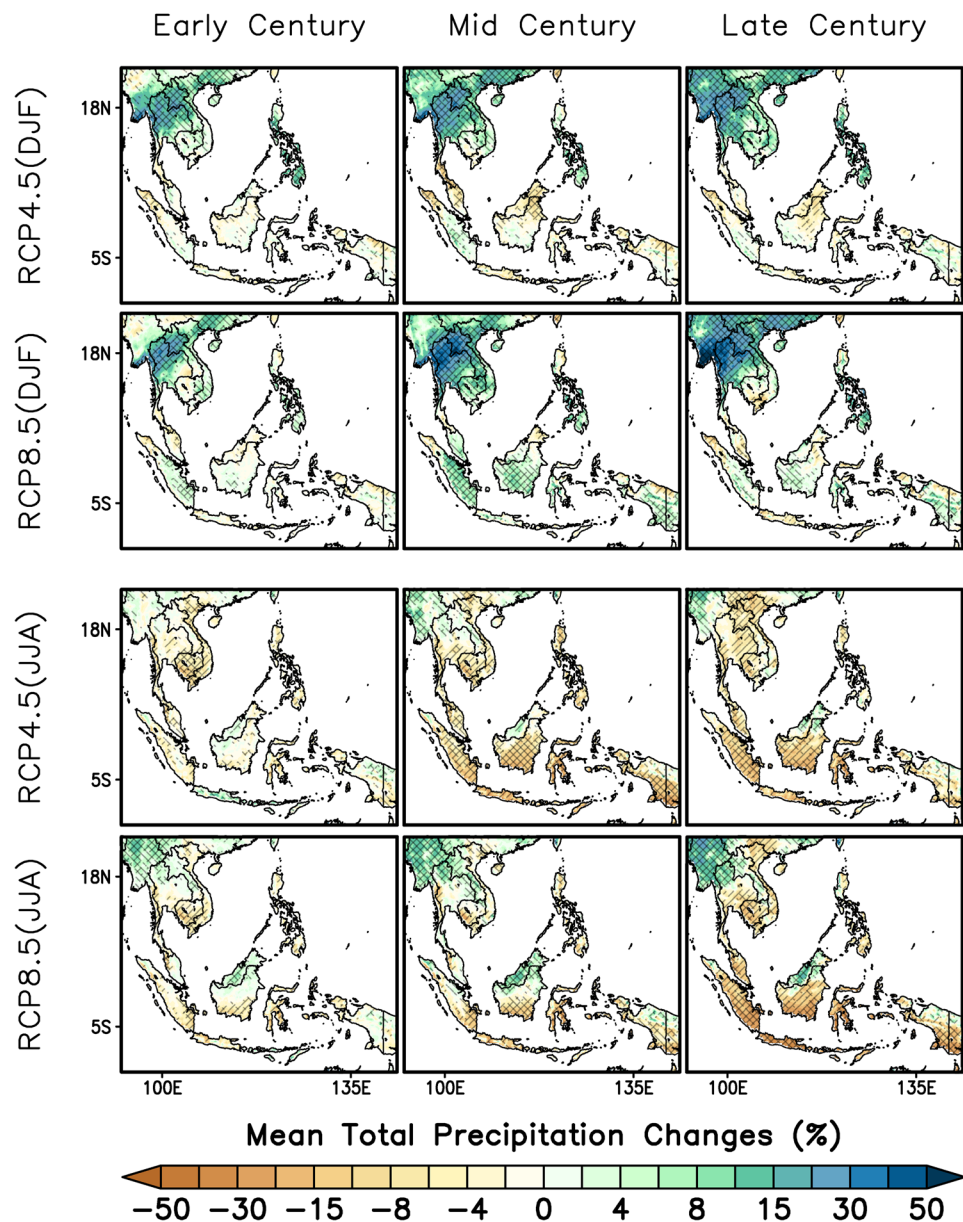 Early Century Mid Century Late Century
RCP4.5(DJF)
18N
5S
RCP8.5(DJF)
18N
5S
RCP4.5(JJA)
18N
5S
RCP8.5(JJA)
18N
5S
100E 135E 100E 135E 100E 135E
Mean Total Precipitation Changes (%)
−50 −30 −15 −8 −4 0 4 8 15 30 50